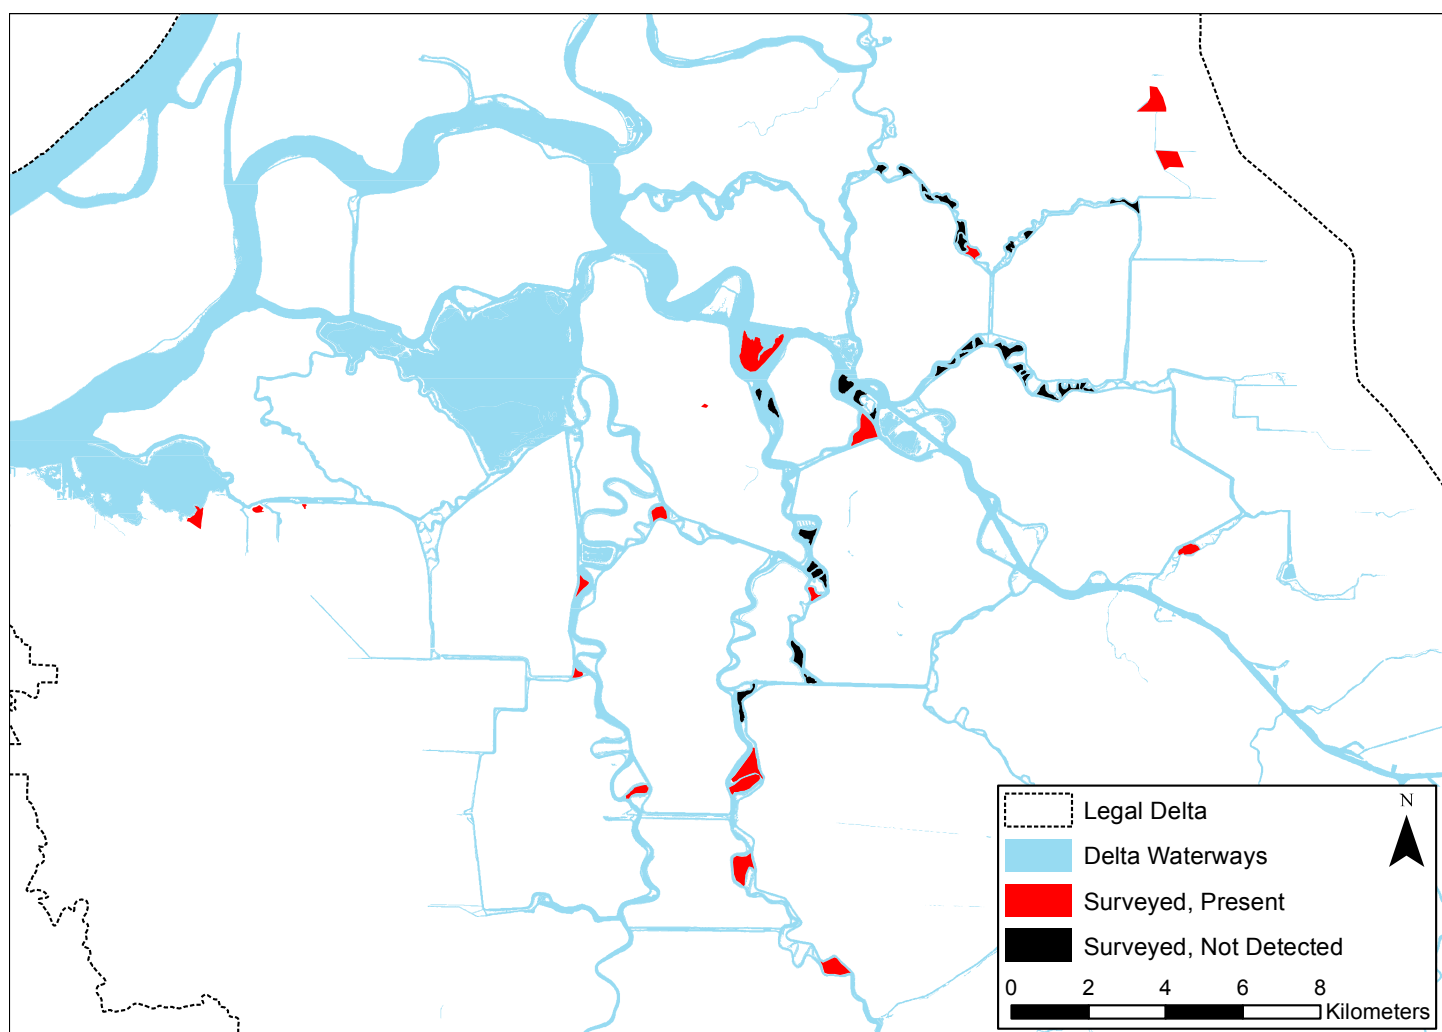 N
Legal Delta
Delta Waterways
Surveyed, Present
Surveyed, Not Detected
0 2 4 6 8
Kilometers